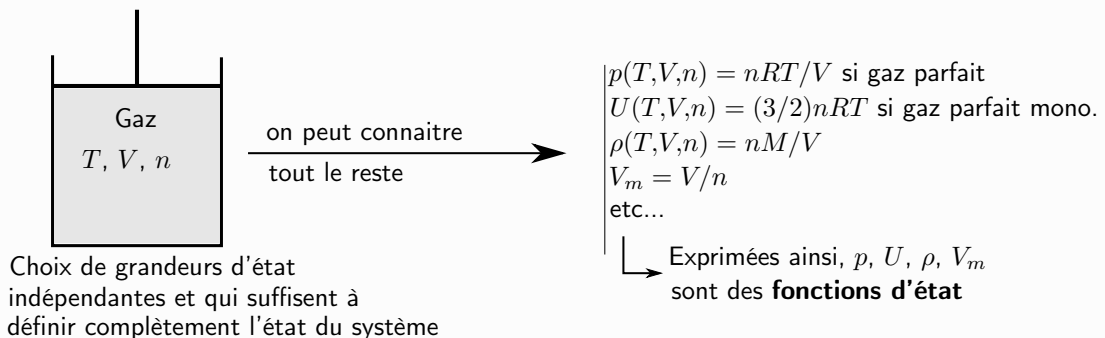 Gaz
T, V, n
Choix de grandeurs d'état
indépendantes et qui suffisent à
définir complètement l'état du système
on peut connaitre
tout le reste
p(T,V,n) = nRT/V si gaz parfait
U(T,V,n) = (3/2)nRT si gaz parfait mono.
ρ(T,V,n) = nM/V
V_m = V/n
etc...
Exprimées ainsi, p, U, ρ, V_m
sont des fonctions d'état